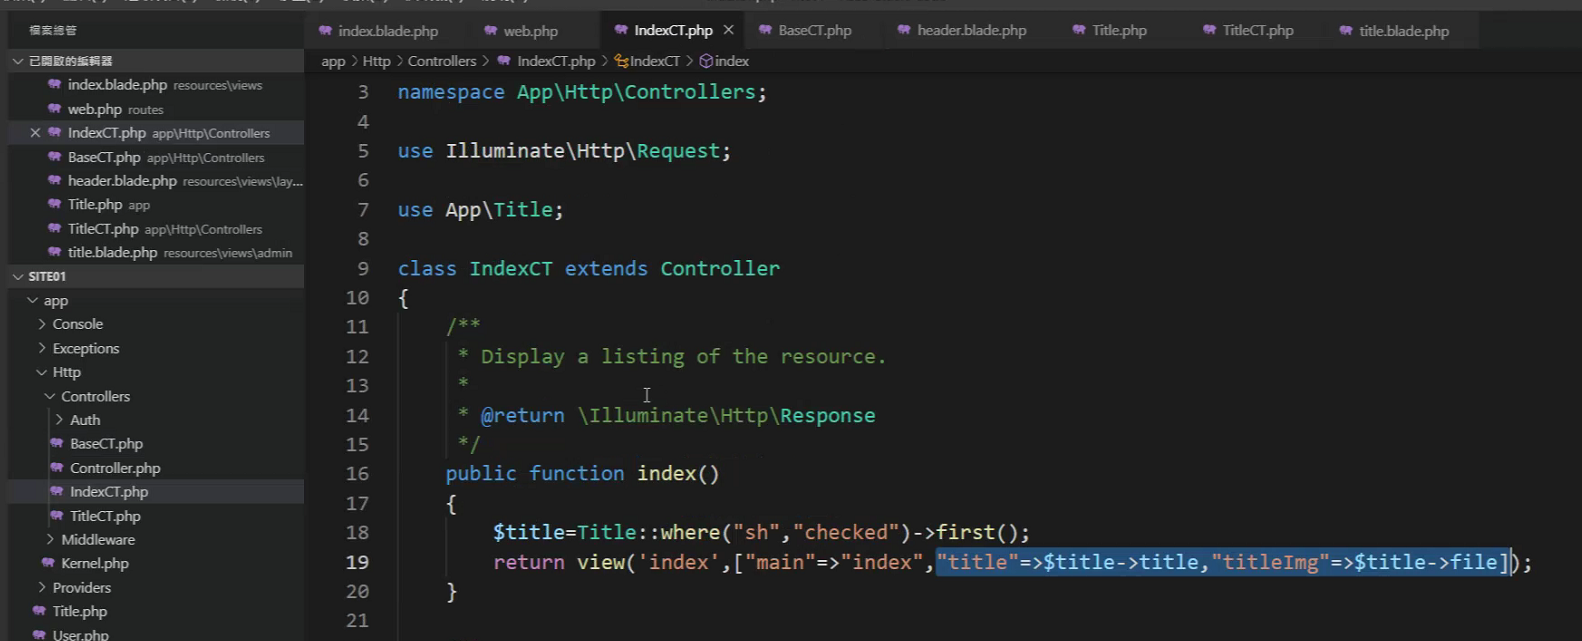 index.blade.php
web.php
IndexCT.php
BaseCT.php
header.blade.php
Title.php
TitleCT.php
title.blade.php
app > Http > Controllers > IndexCT.php > IndexCT > index
檔案總管
已開啟的編輯器
index.blade.php resources\views
web.php routes
IndexCT.php app\Http\Controllers
BaseCT.php app\Http\Controllers
header.blade.php resources\views\lay...
Title.php app
TitleCT.php app\Http\Controllers
title.blade.php resources\views\admin
SITE01
app
Console
Exceptions
Http
Controllers
Auth
BaseCT.php
Controller.php
IndexCT.php
TitleCT.php
Middleware
Kernel.php
Providers
Title.php
User.php
3 namespace App\Http\Controllers;
4
5 use Illuminate\Http\Request;
6
7 use App\Title;
8
9 class IndexCT extends Controller
10 {
11 /**
12 * Display a listing of the resource.
13 *
14 * @return \Illuminate\Http\Response
15 */
16 public function index()
17 {
18 $title=Title::where("sh","checked")->first();
19 return view('index',["main"=>"index","title"=>$title->title,"titleImg"=>$title->file]);
20 }
21